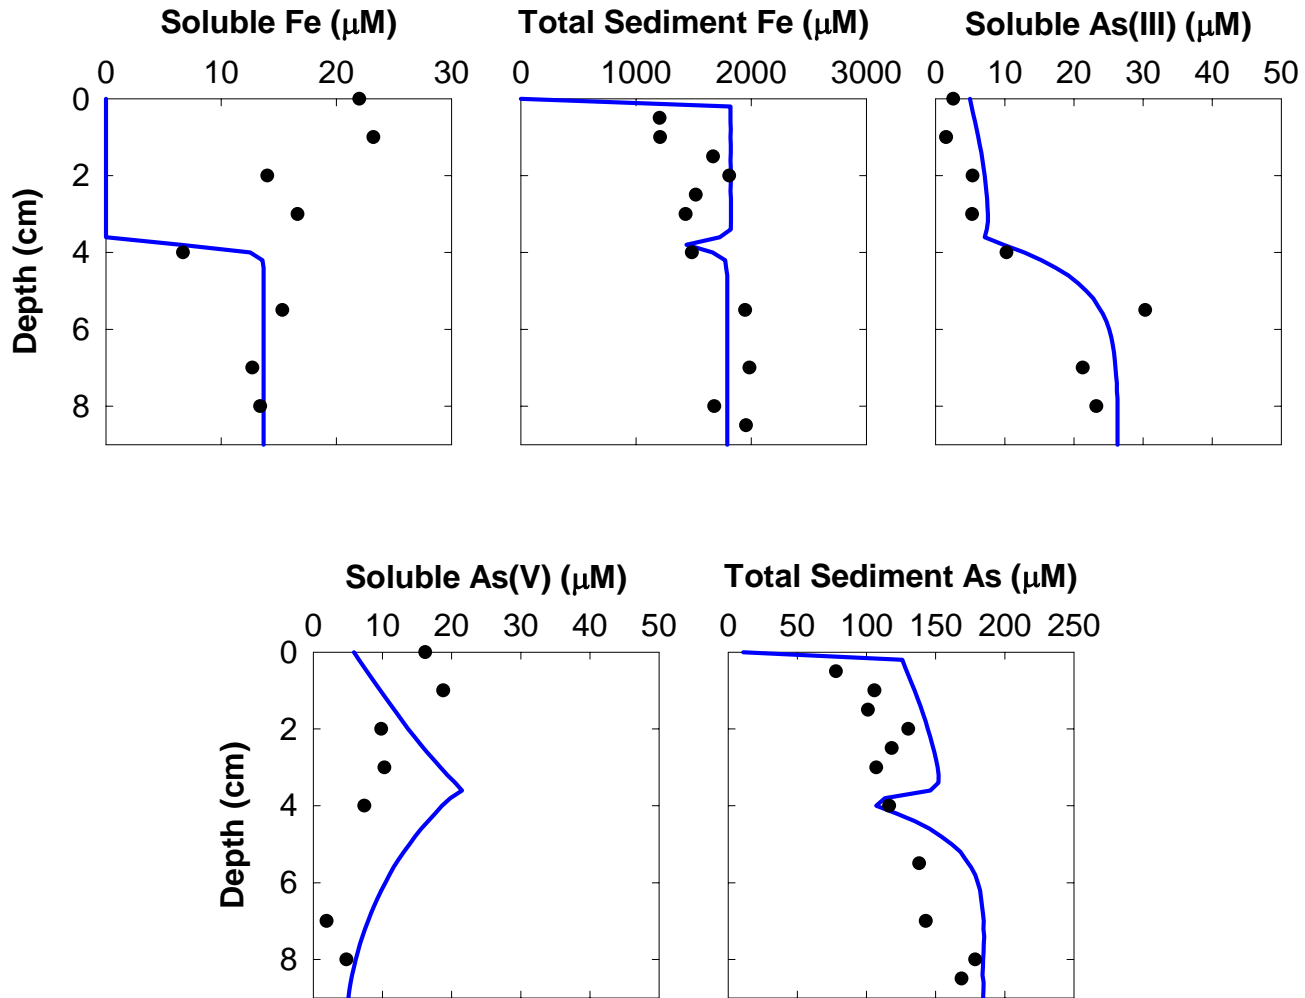 Soluble Fe (μM) Total Sediment Fe (μM) Soluble As(III) (μM)
0 10 20 30 0 1000 2000 3000 0 10 20 30 40 50
0
2
4
6
8
Depth (cm)
Soluble As(V) (μM) Total Sediment As (μM)
0 10 20 30 40 50 0 50 100 150 200 250
0
2
4
6
8
Depth (cm)